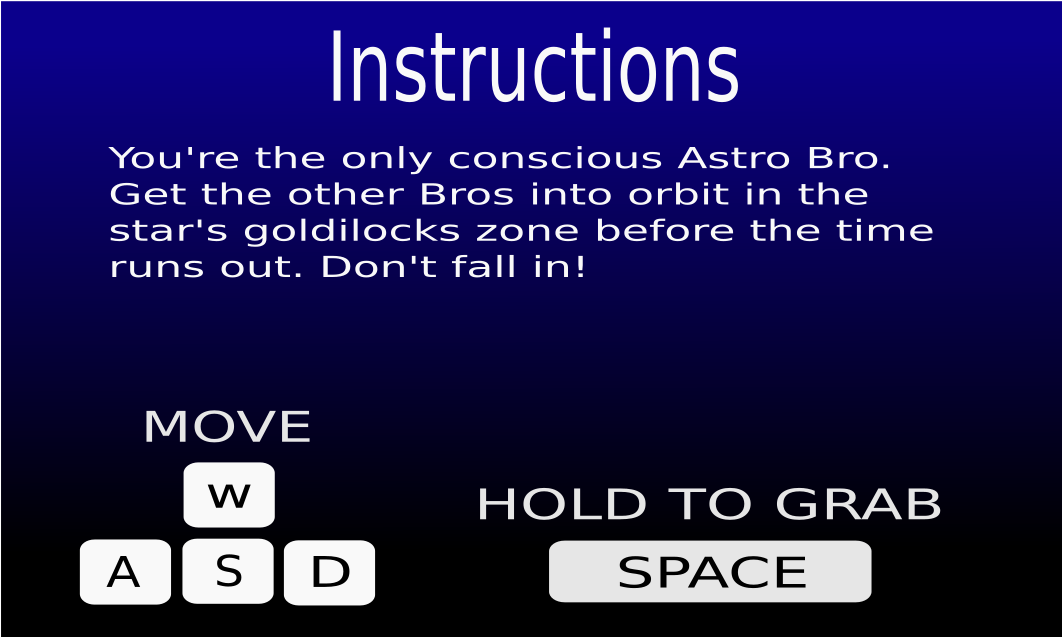 Instructions
You're the only conscious Astro Bro.
Get the other Bros into orbit in the
star's goldilocks zone before the time
runs out. Don't fall in!
MOVE
w
HOLD TO GRAB
A S D
SPACE